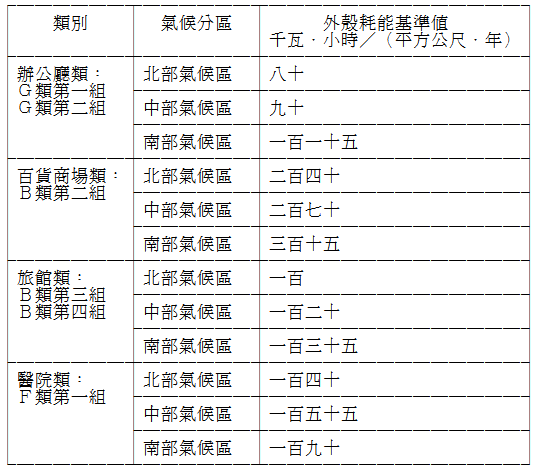 類別 氣候分區 外殼耗能基準值
千瓦．小時／（平方公尺．年）
辦公廳類： 北部氣候區 八十
Ｇ類第一組
Ｇ類第二組 中部氣候區 九十
南部氣候區 一百一十五
百貨商場類： 北部氣候區 二百四十
Ｂ類第二組
中部氣候區 二百七十
南部氣候區 三百十五
旅館類： 北部氣候區 一百
Ｂ類第三組
Ｂ類第四組 中部氣候區 一百二十
南部氣候區 一百三十五
醫院類： 北部氣候區 一百四十
Ｆ類第一組
中部氣候區 一百五十五
南部氣候區 一百九十